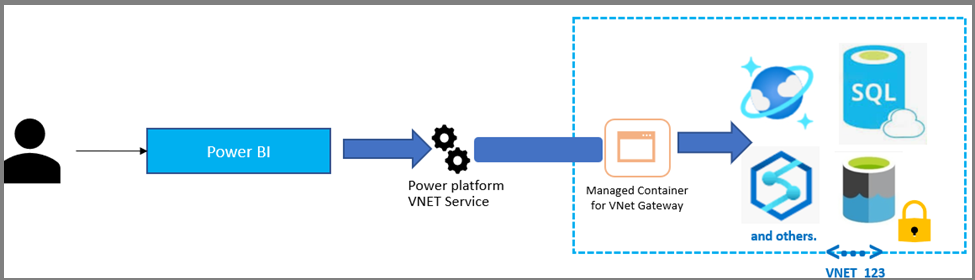 Power BI
Power platform
VNET Service
Managed Container
for VNet Gateway
SQL
and others.
VNET_123